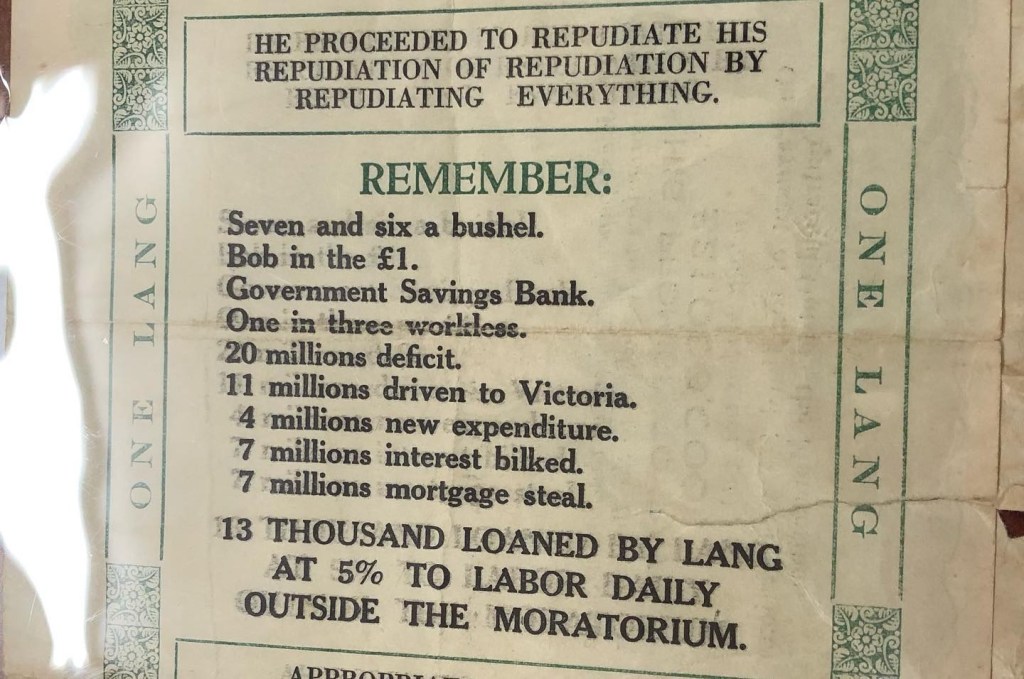 HE PROCEEDED TO REPUDIATE HIS
REPUDIATION OF REPUDIATION BY
REPUDIATING EVERYTHING.
REMEMBER:
Seven and six a bushel.
Bob in the £1.
Government Savings Bank.
One in three workless.
20 millions deficit.
11 millions driven to Victoria.
4 millions new expenditure.
7 millions interest bilked.
7 millions mortgage steal.
13 THOUSAND LOANED BY LANG
AT 5% TO LABOR DAILY
OUTSIDE THE MORATORIUM.
ONE LANG
ONE LANG